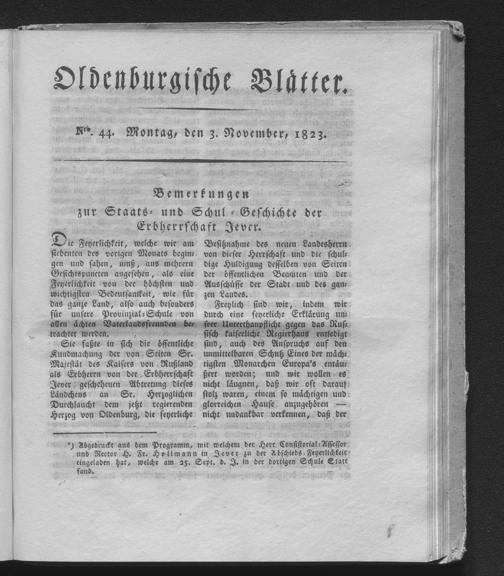 Oldenburgische Blätter.
Nro. 44. Montag, den 3. November, 1823.
Bemerkungen
zur Staats- und Schul-Geschichte der
Erbherrschaft Jever.
Die Feyerlichkeit, welche wir am
siebenten des vorigen Monats begin-
gen und sahen, muß, aus mehrern
Gesichtspuncten angesehen, als eine
Feyerlichkeit von der höchsten und
wichtigsten Bedeutsamkeit, wie für
das ganze Land, also auch besonders
für unsere Provinzial-Schule von
allen ächten Vaterlandsfreunden be-
trachtet werden.
Sie faßte in sich die öffentliche
Kundmachung der von Seiten Sr.
Majestät des Kaisers von Rußland
als Erbherrn von der Erbherrschaft
Jever geschehenen Abtretung dieses
Ländchens an Sr. Herzoglichen
Durchlaucht dem jetzt regierenden
Herzog von Oldenburg, die feyerliche
Besitznahme des neuen Landesherrn
von dieser Herrschaft und die schul-
dige Huldigung desselben von Seiten
der öffentlichen Beamten und der
Ausschüsse der Stadt und des gan-
zen Landes.
Freylich sind wir, indem wir
durch eine feyerliche Erklärung un-
srer Unterthanspflicht gegen das Rus-
sisch kaiserliche Regierhaus entledigt
sind, auch des Anspruchs auf den
unmittelbaren Schutz Eines der mäch-
tigsten Monarchen Europa's entäu-
ßert worden; und wir wollen es
nicht läugnen, daß wir oft darauf
stolz waren, einem so mächtigen und
glorreichen Hause anzugehören —
nicht undankbar verkennen, daß der
*) Abgedruckt aus dem Programm, mit welchem der Herr Consistorial-Assessor
und Rector H. Fr. Hollmann in Jever zu der Abschieds-Feyerlichkeit
eingeladen hat, welche am 25. Sept. d. J. in der dortigen Schule Statt
fand.